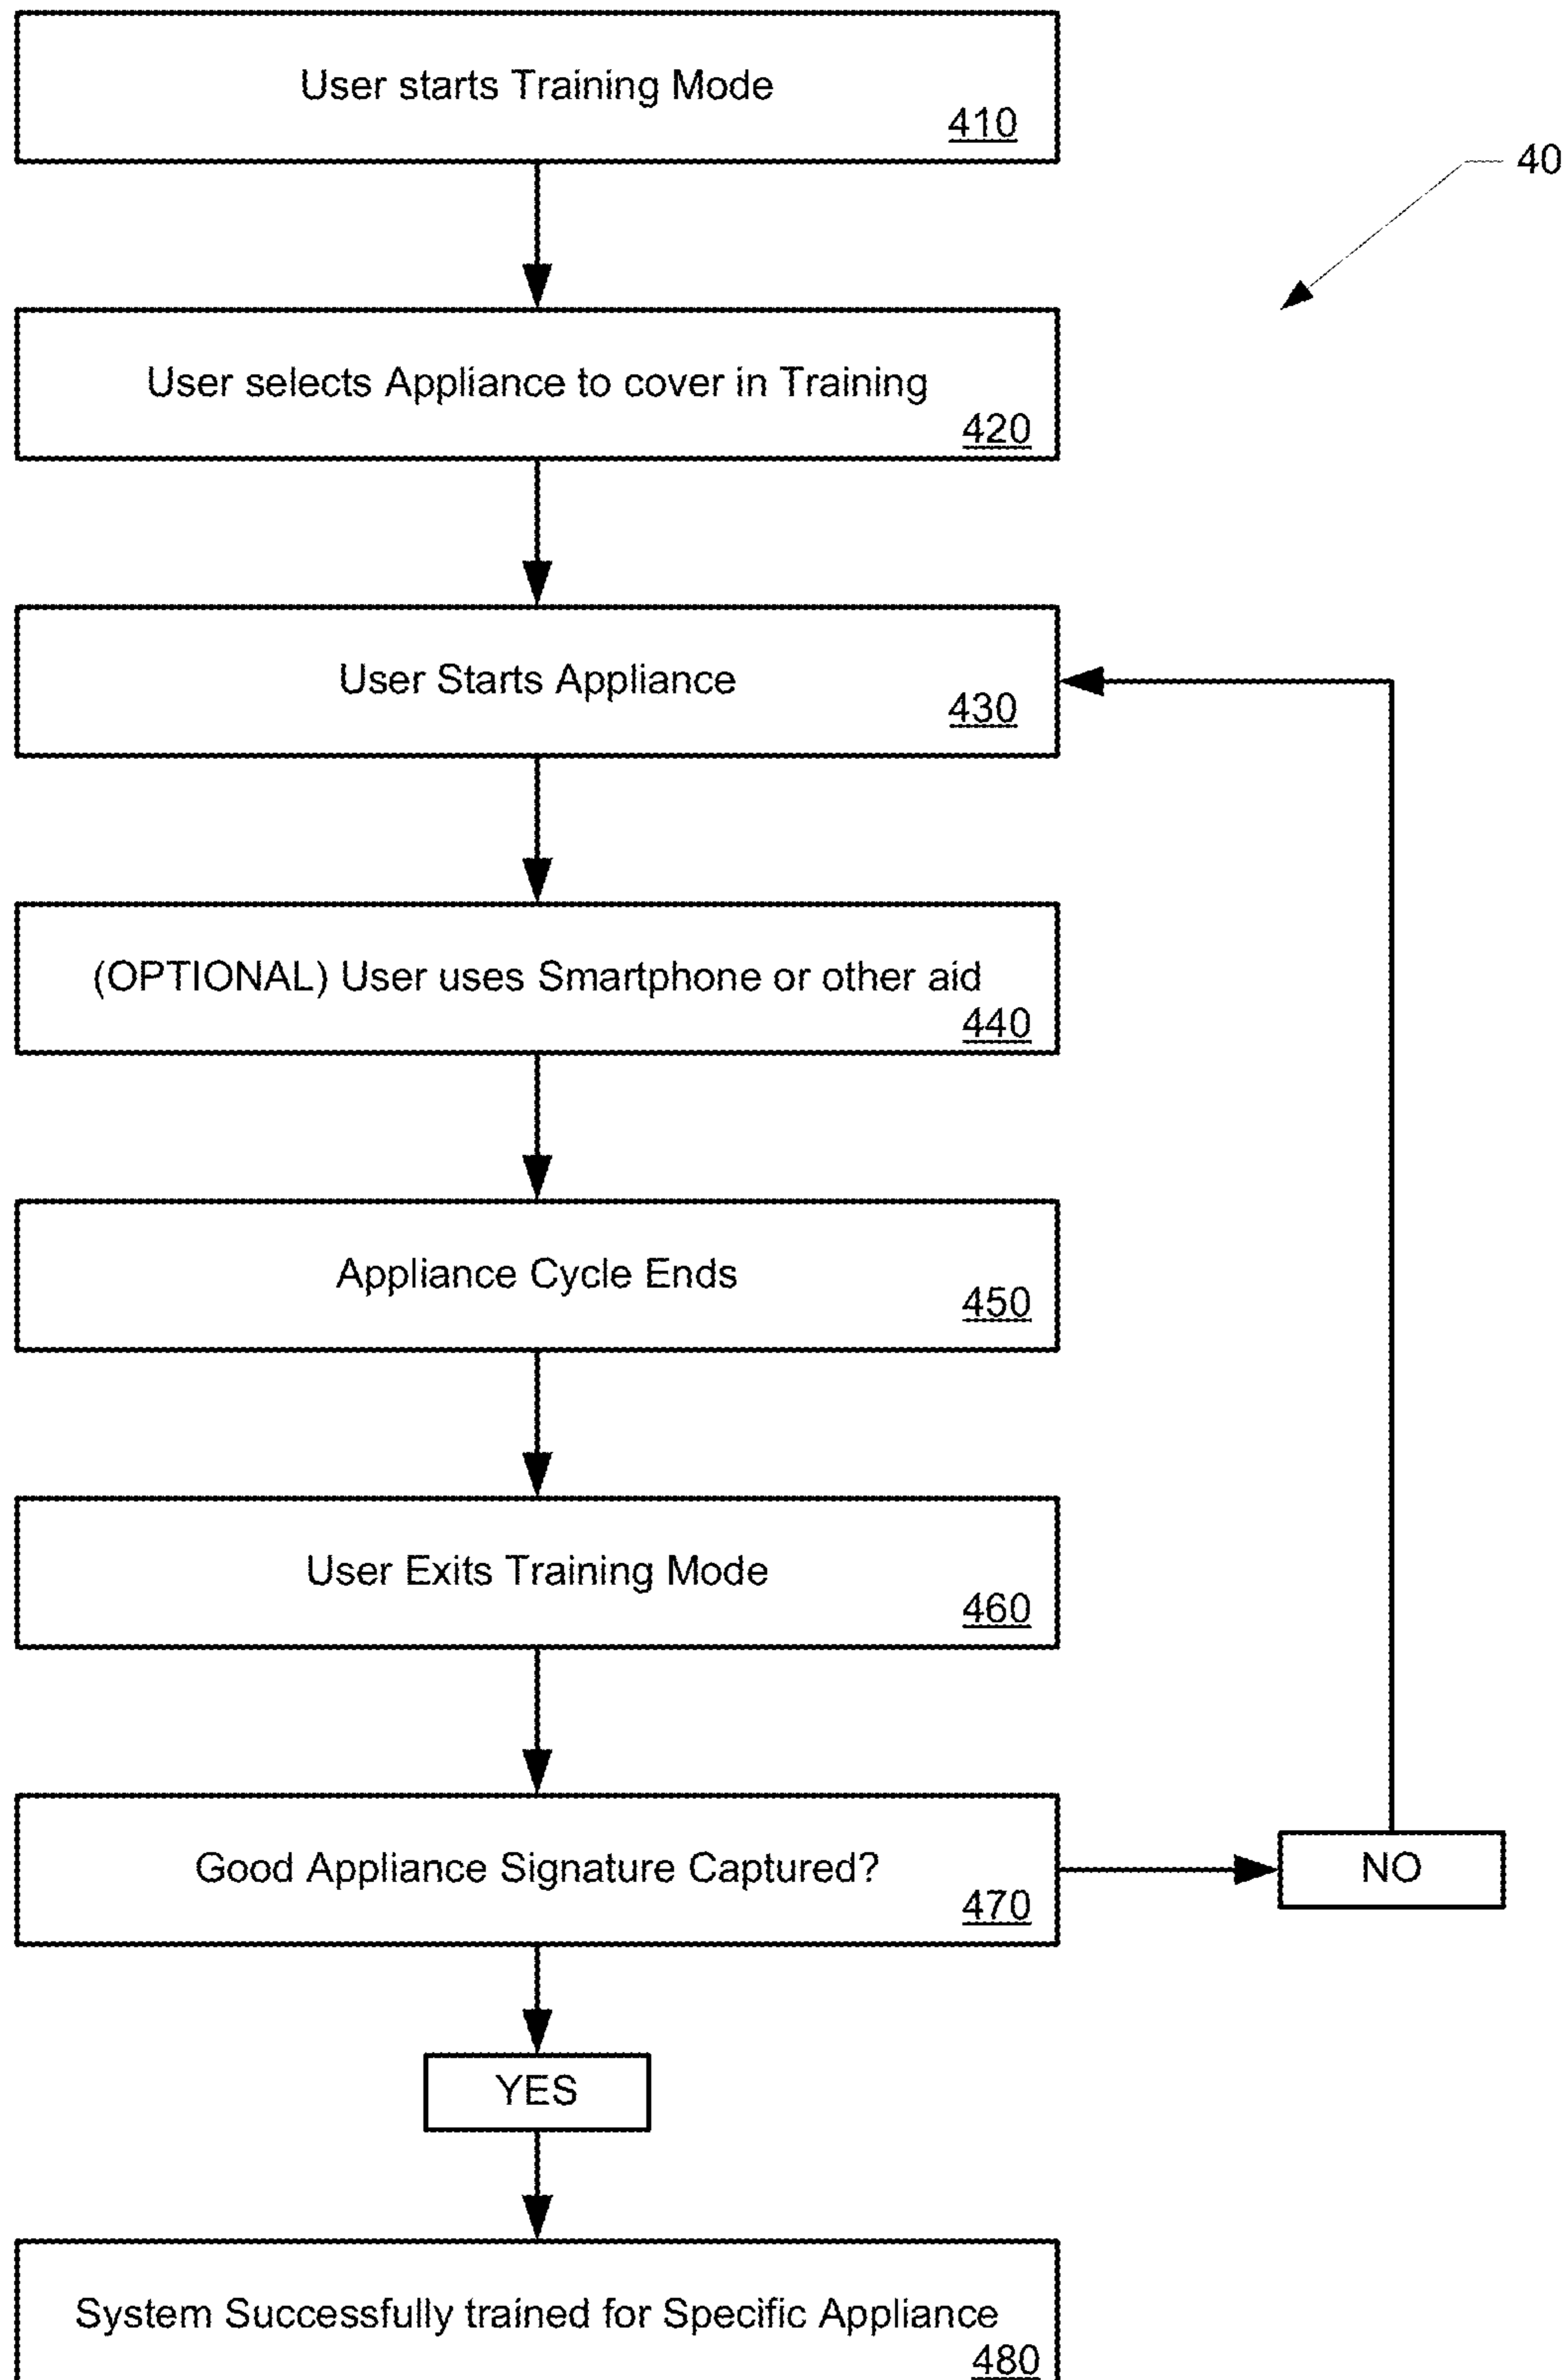 User starts Training Mode
410
40
User selects Appliance to cover in Training
420
User Starts Appliance
430
(OPTIONAL) User uses Smartphone or other aid
440
Appliance Cycle Ends
450
User Exits Training Mode
460
Good Appliance Signature Captured?
470
NO
YES
System Successfully trained for Specific Appliance
480